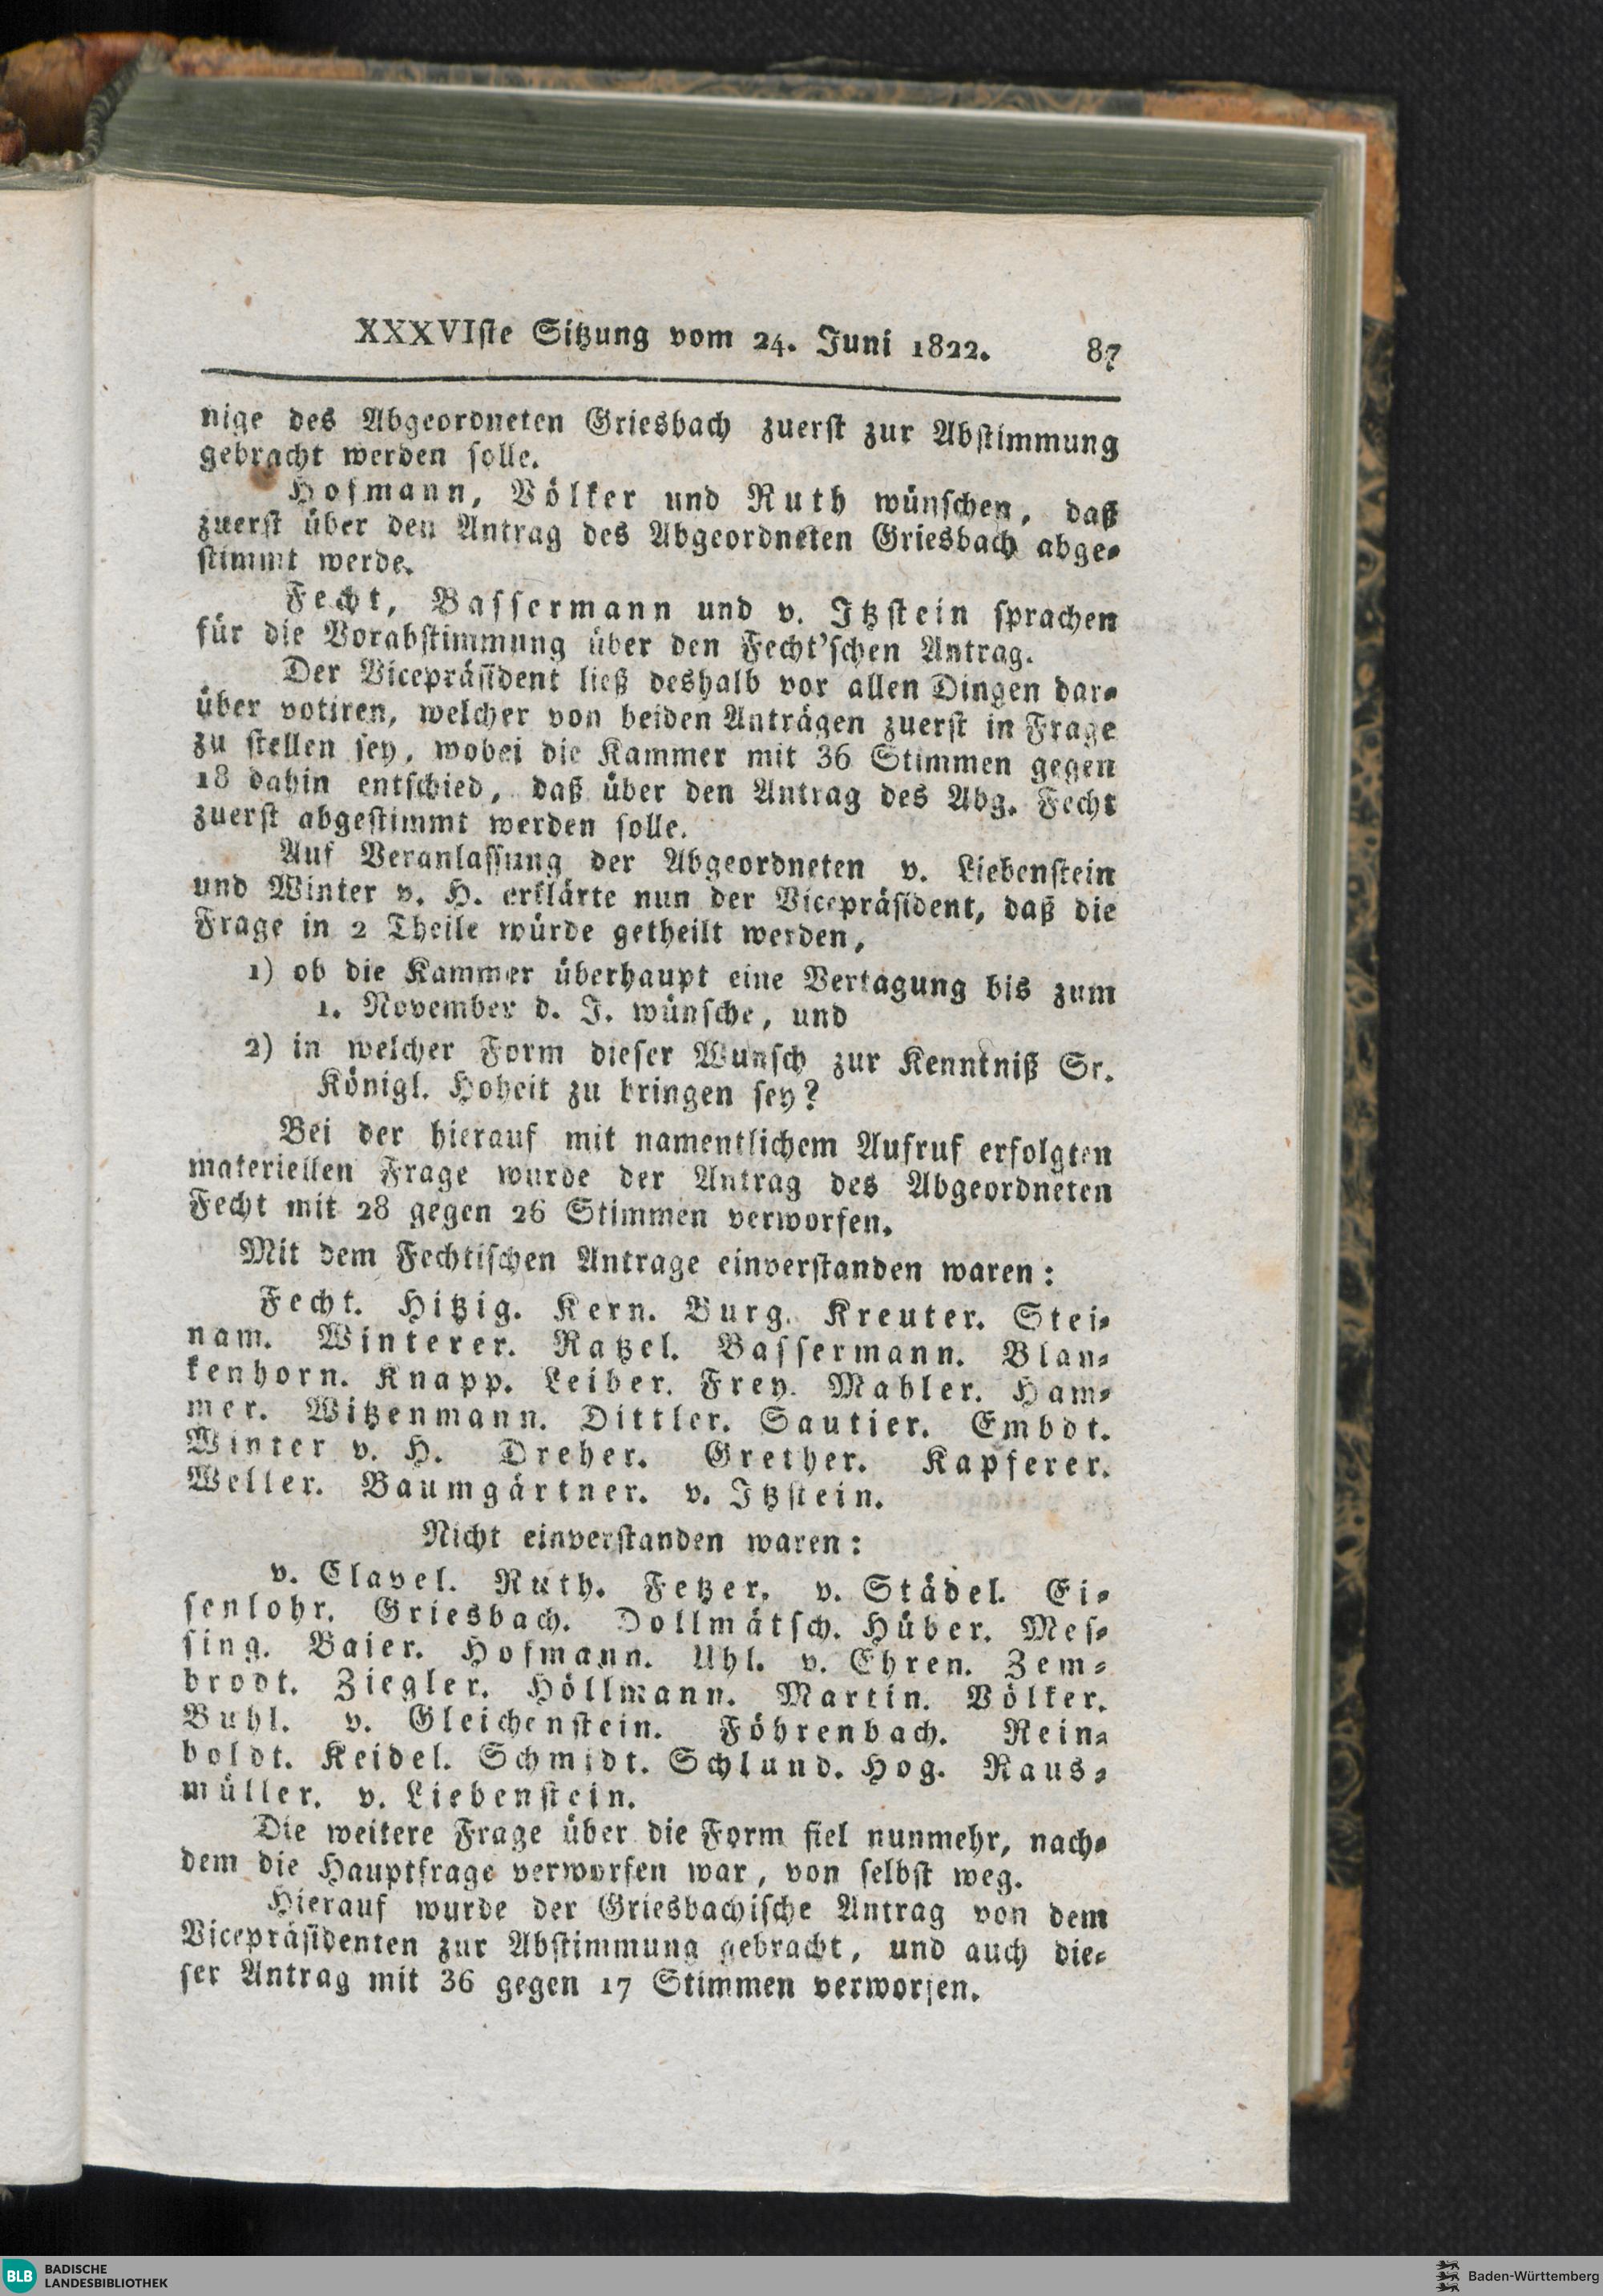 XXXVIste Sitzung vom 24. Juni 1822. 87
nige des Abgeordneten Griesbach zuerst zur Abstimmung
gebracht werden solle.
Hofmann, Völker und Ruth wünschen, daß
zuerst über den Antrag des Abgeordneten Griesbach abge-
stimmt werde.
Fecht, Bassermann und v. Itzstein sprachen
für die Vorabstimmung über den Fecht'schen Antrag.
Der Vicepräsident ließ deshalb vor allen Dingen dar-
über votiren, welcher von beiden Anträgen zuerst in Frage
zu stellen sey, wobei die Kammer mit 36 Stimmen gegen
18 dahin entschied, daß über den Antrag des Abg. Fecht
zuerst abgestimmt werden solle.
Auf Veranlassung der Abgeordneten v. Liebenstein
und Winter v. H. erklärte nun der Vicepräsident, daß die
Frage in 2 Theile würde getheilt werden,
1) ob die Kammer überhaupt eine Vertagung bis zum
1. November d. J. wünsche, und
2) in welcher Form dieser Wunsch zur Kenntniß Sr.
Königl. Hoheit zu bringen sey?
Bei der hierauf mit namentlichem Aufruf erfolgten
materiellen Frage wurde der Antrag des Abgeordneten
Fecht mit 28 gegen 26 Stimmen verworfen.
Mit dem Fechtischen Antrage einverstanden waren:
Fecht. Hitzig. Kern. Burg. Kreuter. Stei-
nam. Winterer. Ratzel. Bassermann. Blan-
kenhorn. Knapp. Leiber. Frey. Mahler. Ham-
mer. Witzenmann. Dittler. Sautier. Embdt.
Winter v. H. Dreher. Grether. Kapferer.
Weller. Baumgärtner. v. Itzstein.
Nicht einverstanden waren:
v. Clavel. Ruth. Fetzer. v. Städel. Ei-
senlohr. Griesbach. Dollmätsch. Hüber. Mes-
sing. Baier. Hofmann. Uhl. v. Ehren. Zem-
brodt. Ziegler. Höllmann. Martin. Völker.
Buhl. v. Gleichenstein. Föhrenbach. Rein-
boldt. Keidel. Schmidt. Schlund. Hog. Raus-
müller. v. Liebenstein.
Die weitere Frage über die Form fiel nunmehr, nach-
dem die Hauptfrage verworfen war, von selbst weg.
Hierauf wurde der Griesbachische Antrag von dem
Vicepräsidenten zur Abstimmung gebracht, und auch die-
ser Antrag mit 36 gegen 17 Stimmen verworfen.
BLB BADISCHE
LANDESBIBLIOTHEK
Baden-Württemberg